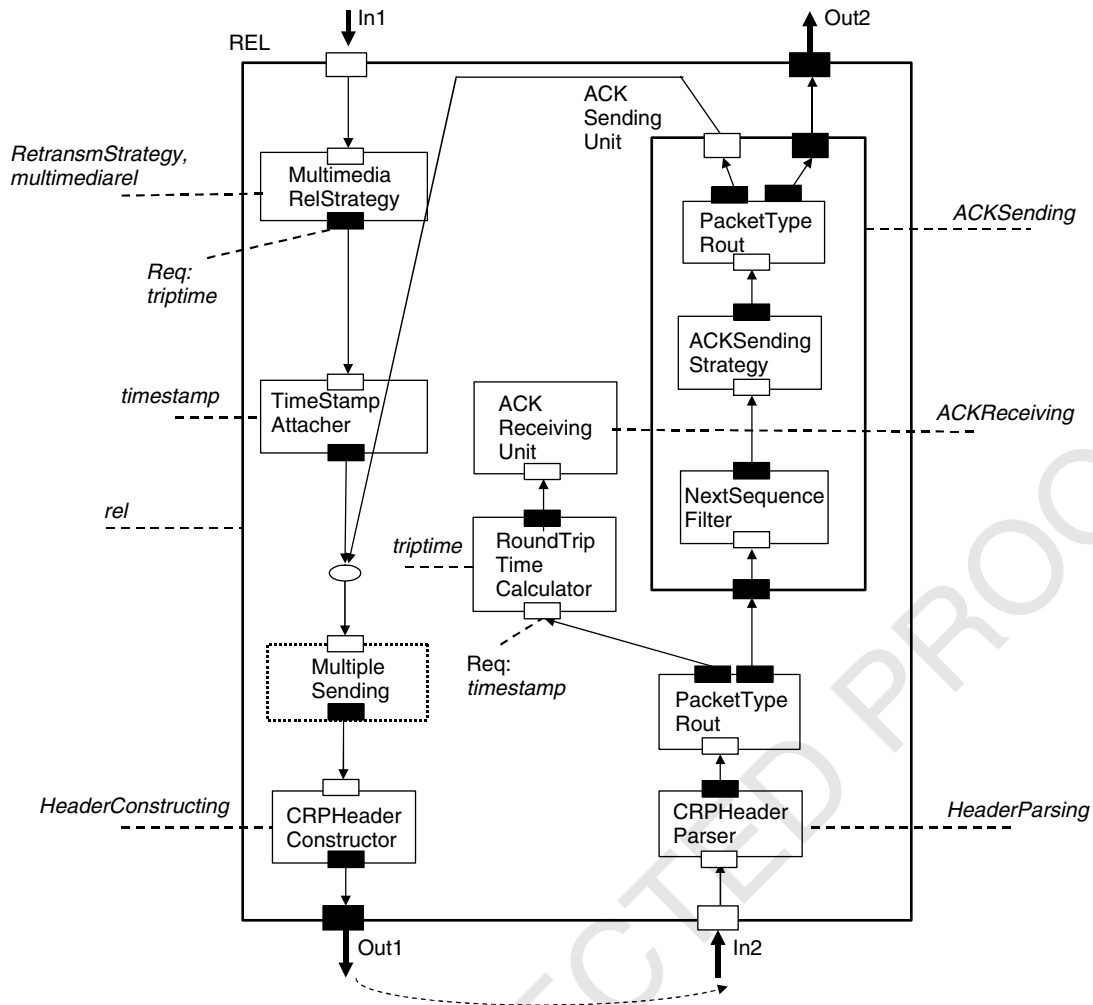 In1
Out2
REL
ACK
Sending
Unit
RetransmStrategy,
multimediarel
Multimedia
RelStrategy
PacketType
Rout
ACKSending
Req:
triptime
ACKSending
Strategy
timestamp
TimeStamp
Attacher
ACK
Receiving
Unit
ACKReceiving
NextSequence
Filter
rel
triptime
RoundTrip
Time
Calculator
Multiple
Sending
Req:
timestamp
PacketType
Rout
HeaderConstructing
CRPHeader
Constructor
CRPHeader
Parser
HeaderParsing
Out1
In2
ECTED PROO